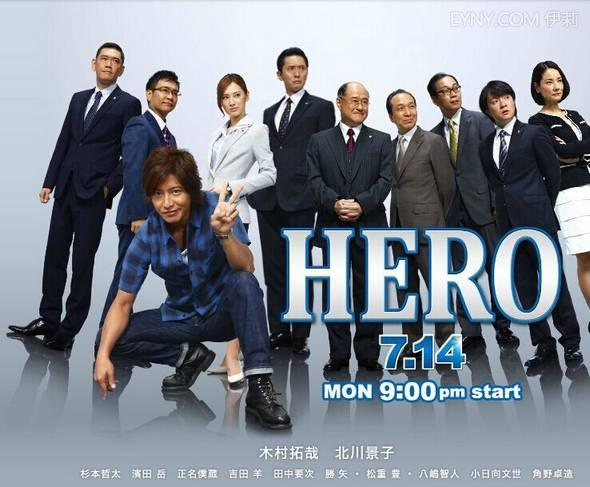 EYNY.COM 伊莉
HERO
7.14
MON 9:00pm start
木村拓哉 北川景子
杉本哲太 濱田 岳 正名僕蔵 吉田 羊 田中要次 勝 矢・松重 豊・八嶋智人 小日向文世 角野卓造